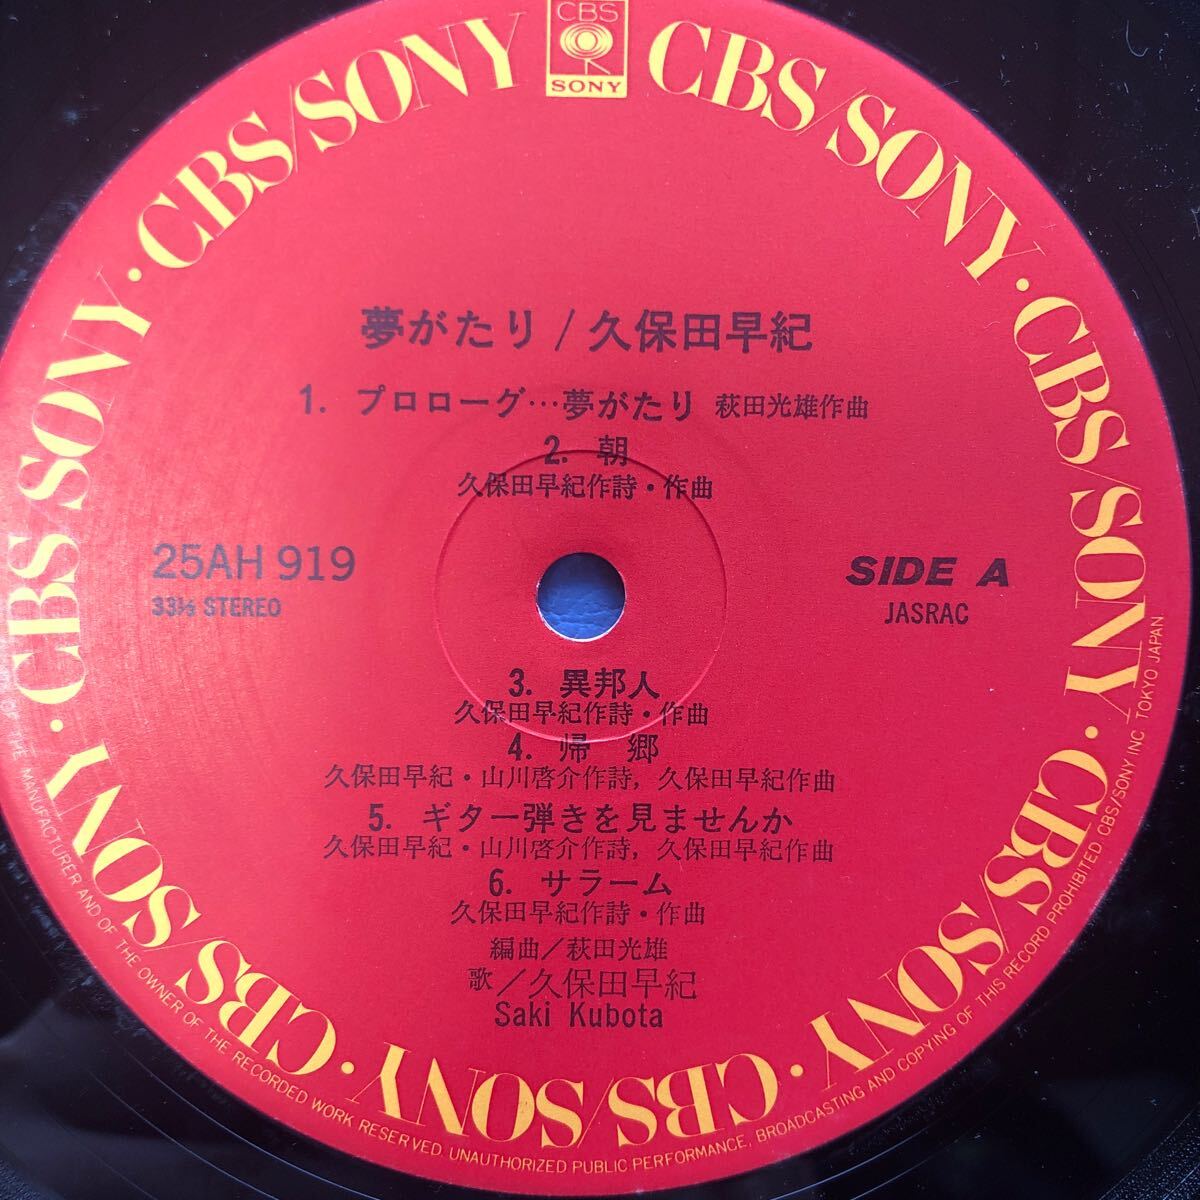 CBS
SONY
CBS/SONY · CBS/SONY · CBS/SONY · CBS/SONY · CBS/SONY · CBS/SONY · CBS/SONY · CBS/SONY
夢がたり/久保田早紀
1. プロローグ…夢がたり 萩田光雄作曲
2. 朝
久保田早紀作詩・作曲
25AH 919
33⅓ STEREO
SIDE A
JASRAC
3. 異邦人
久保田早紀作詩・作曲
4. 帰 郷
久保田早紀・山川啓介作詩, 久保田早紀作曲
5. ギター弾きを見ませんか
久保田早紀・山川啓介作詩, 久保田早紀作曲
6. サラーム
久保田早紀作詩・作曲
編曲/萩田光雄
歌/久保田早紀
Saki Kubota
THE MANUFACTURER AND OF THE OWNER OF THE RECORDED WORK RESERVED. UNAUTHORIZED PUBLIC PERFORMANCE, BROADCASTING AND COPYING OF THIS RECORD PROHIBITED CBS/SONY INC. TOKYO JAPAN